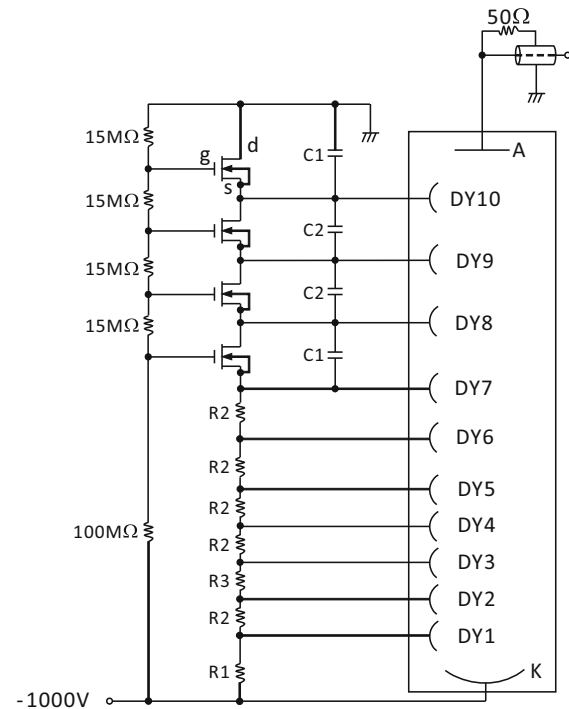 50Ω
15MΩ
g
d
s
C1
A
DY10
15MΩ
C2
DY9
15MΩ
C2
DY8
15MΩ
C1
DY7
R2
DY6
R2
DY5
R2
DY4
100MΩ
R2
DY3
R3
DY2
R2
DY1
R1
K
-1000V